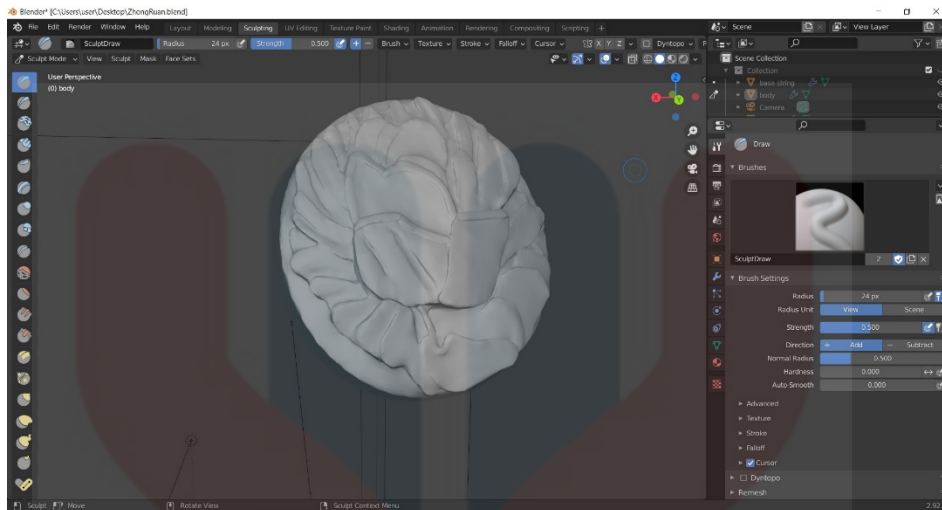 Blender* [C:\Users\user\Desktop\ZhongRuan.blend]
File Edit Render Window Help Layout Modeling Sculpting UV Editing Texture Paint Shading Animation Rendering Compositing Scripting + Scene View Layer
SculptDraw Radius 24 px Strength 0.500 Brush Texture Stroke Falloff Cursor X Y Z Dyntopo
Sculpt Mode View Sculpt Mask Face Sets
Scene Collection
Collection
base string
body
Camera
User Perspective
(0) body
Draw
Brushes
SculptDraw 2
Brush Settings
Radius 24 px
Radius Unit View Scene
Strength 0.500
Direction + Add − Subtract
Normal Radius 0.500
Hardness 0.000
Auto-Smooth 0.000
Advanced
Texture
Stroke
Falloff
Cursor
Dyntopo
Remesh
Sculpt Move Rotate View Sculpt Context Menu 2.92